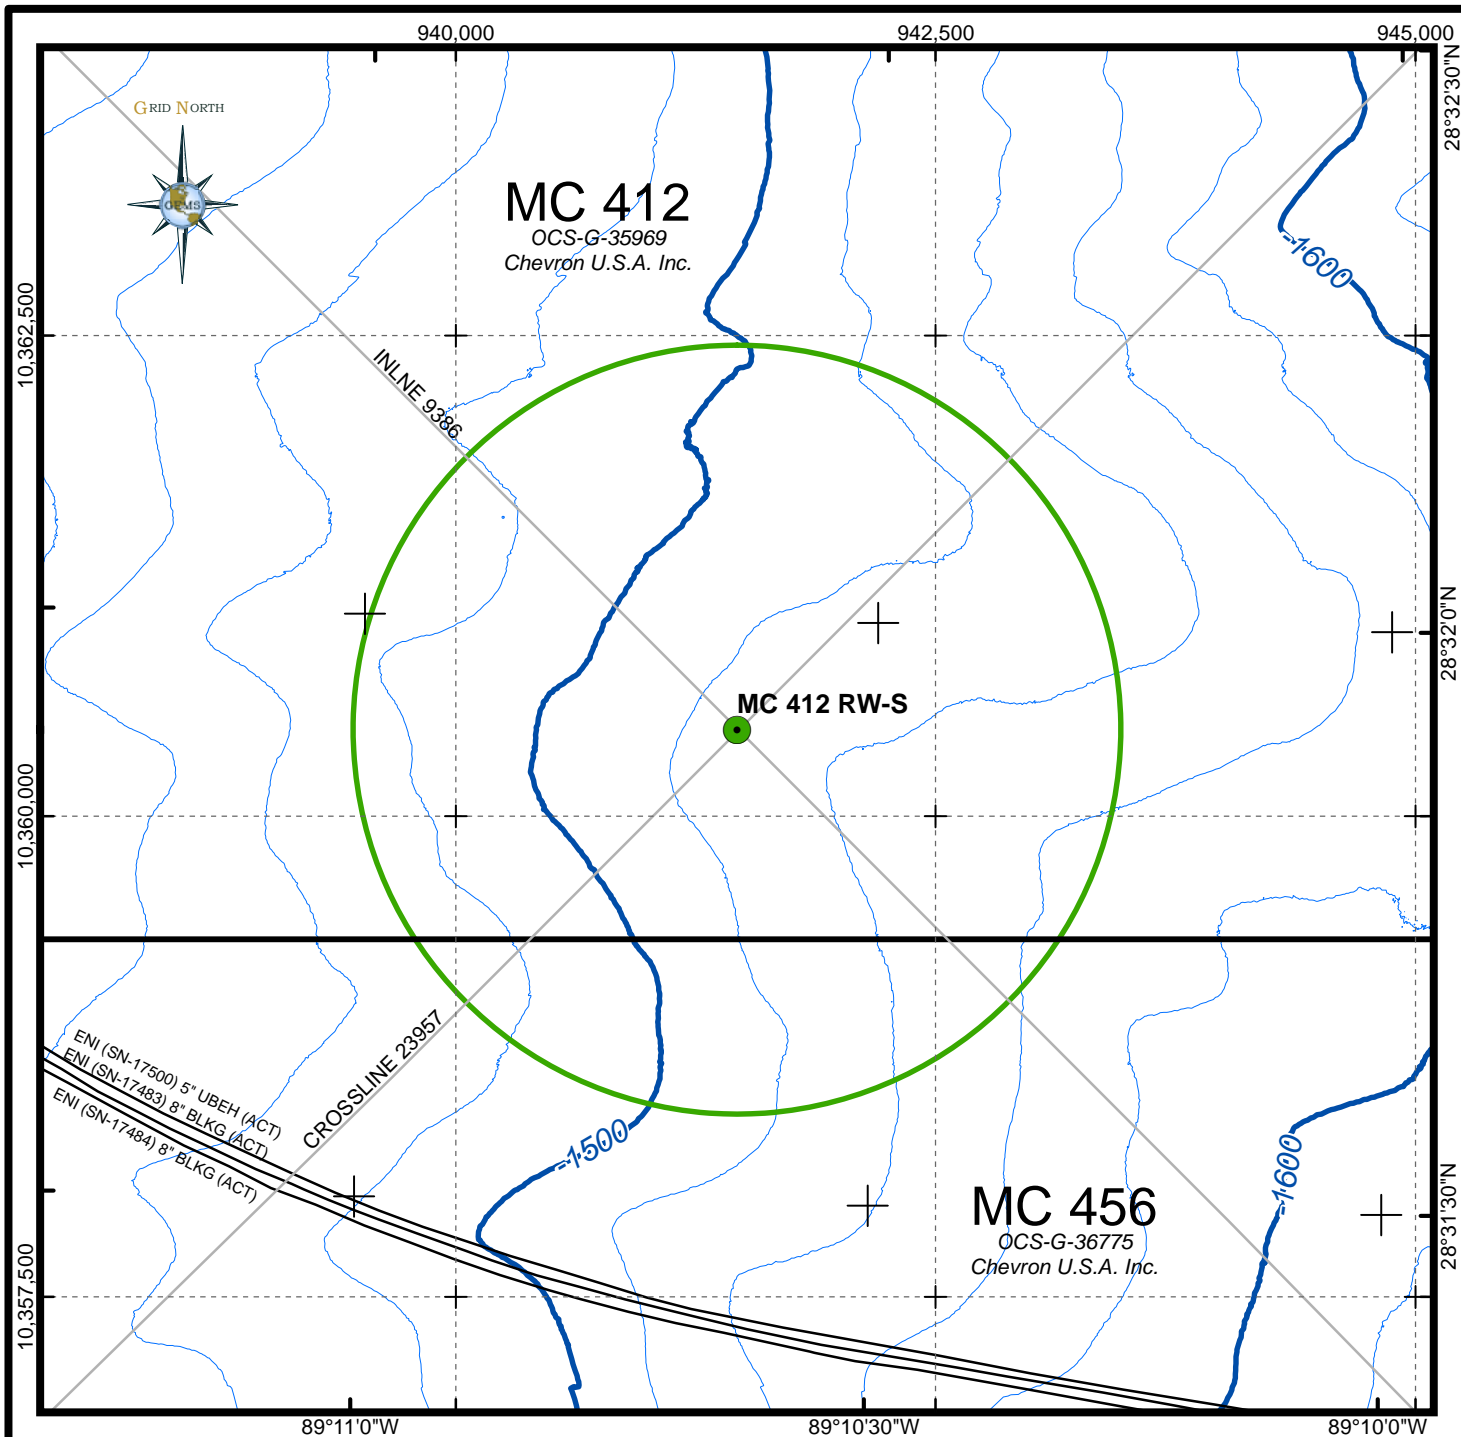 940,000
942,500
945,000
28°32'30"N
GRID NORTH
GEMS
MC 412
OCS-G-35969
Chevron U.S.A. Inc.
-1600
10,362,500
INLNE 9386
28°32'0"N
MC 412 RW-S
10,360,000
ENI (SN-17500) 5" UBEH (ACT)
ENI (SN-17483) 8" BLKG (ACT)
ENI (SN-17484) 8" BLKG (ACT)
CROSSLINE 23957
-1500
-1600
MC 456
OCS-G-36775
Chevron U.S.A. Inc.
28°31'30"N
10,357,500
89°11'0"W
89°10'30"W
89°10'0"W